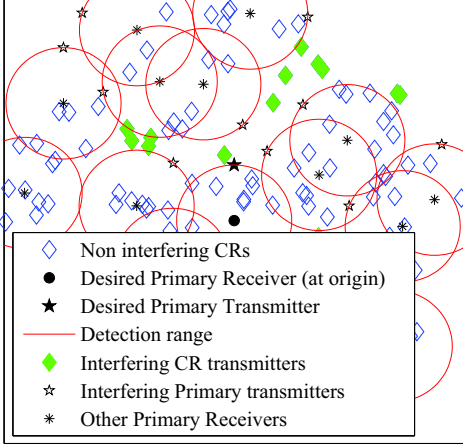 Non interfering CRs
Desired Primary Receiver (at origin)
Desired Primary Transmitter
Detection range
Interfering CR transmitters
Interfering Primary transmitters
Other Primary Receivers